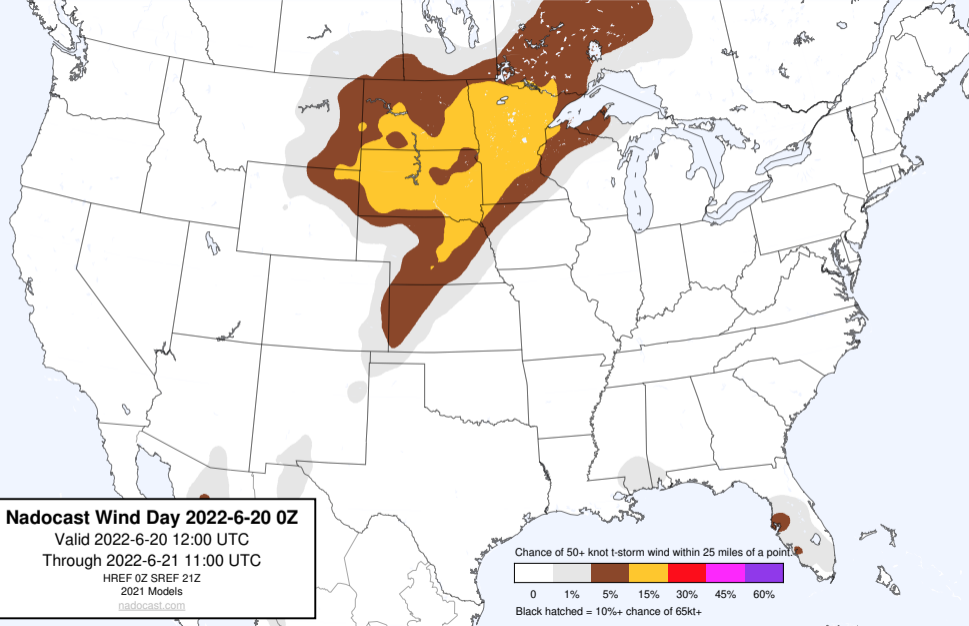 Nadocast Wind Day 2022-6-20 0Z
Valid 2022-6-20 12:00 UTC
Through 2022-6-21 11:00 UTC
HREF 0Z SREF 21Z
2021 Models
nadocast.com
Chance of 50+ knot t-storm wind within 25 miles of a point.
0 1% 5% 15% 30% 45% 60%
Black hatched = 10%+ chance of 65kt+